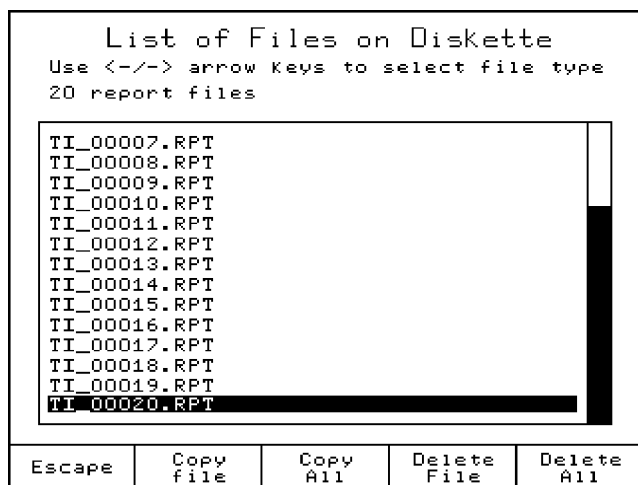 List of Files on Diskette
Use <-/-> arrow Keys to select file type
20 report files
TI_00007.RPT
TI_00008.RPT
TI_00009.RPT
TI_00010.RPT
TI_00011.RPT
TI_00012.RPT
TI_00013.RPT
TI_00014.RPT
TI_00015.RPT
TI_00016.RPT
TI_00017.RPT
TI_00018.RPT
TI_00019.RPT
TI_00020.RPT
Escape
Copy
file
Copy
All
Delete
File
Delete
All